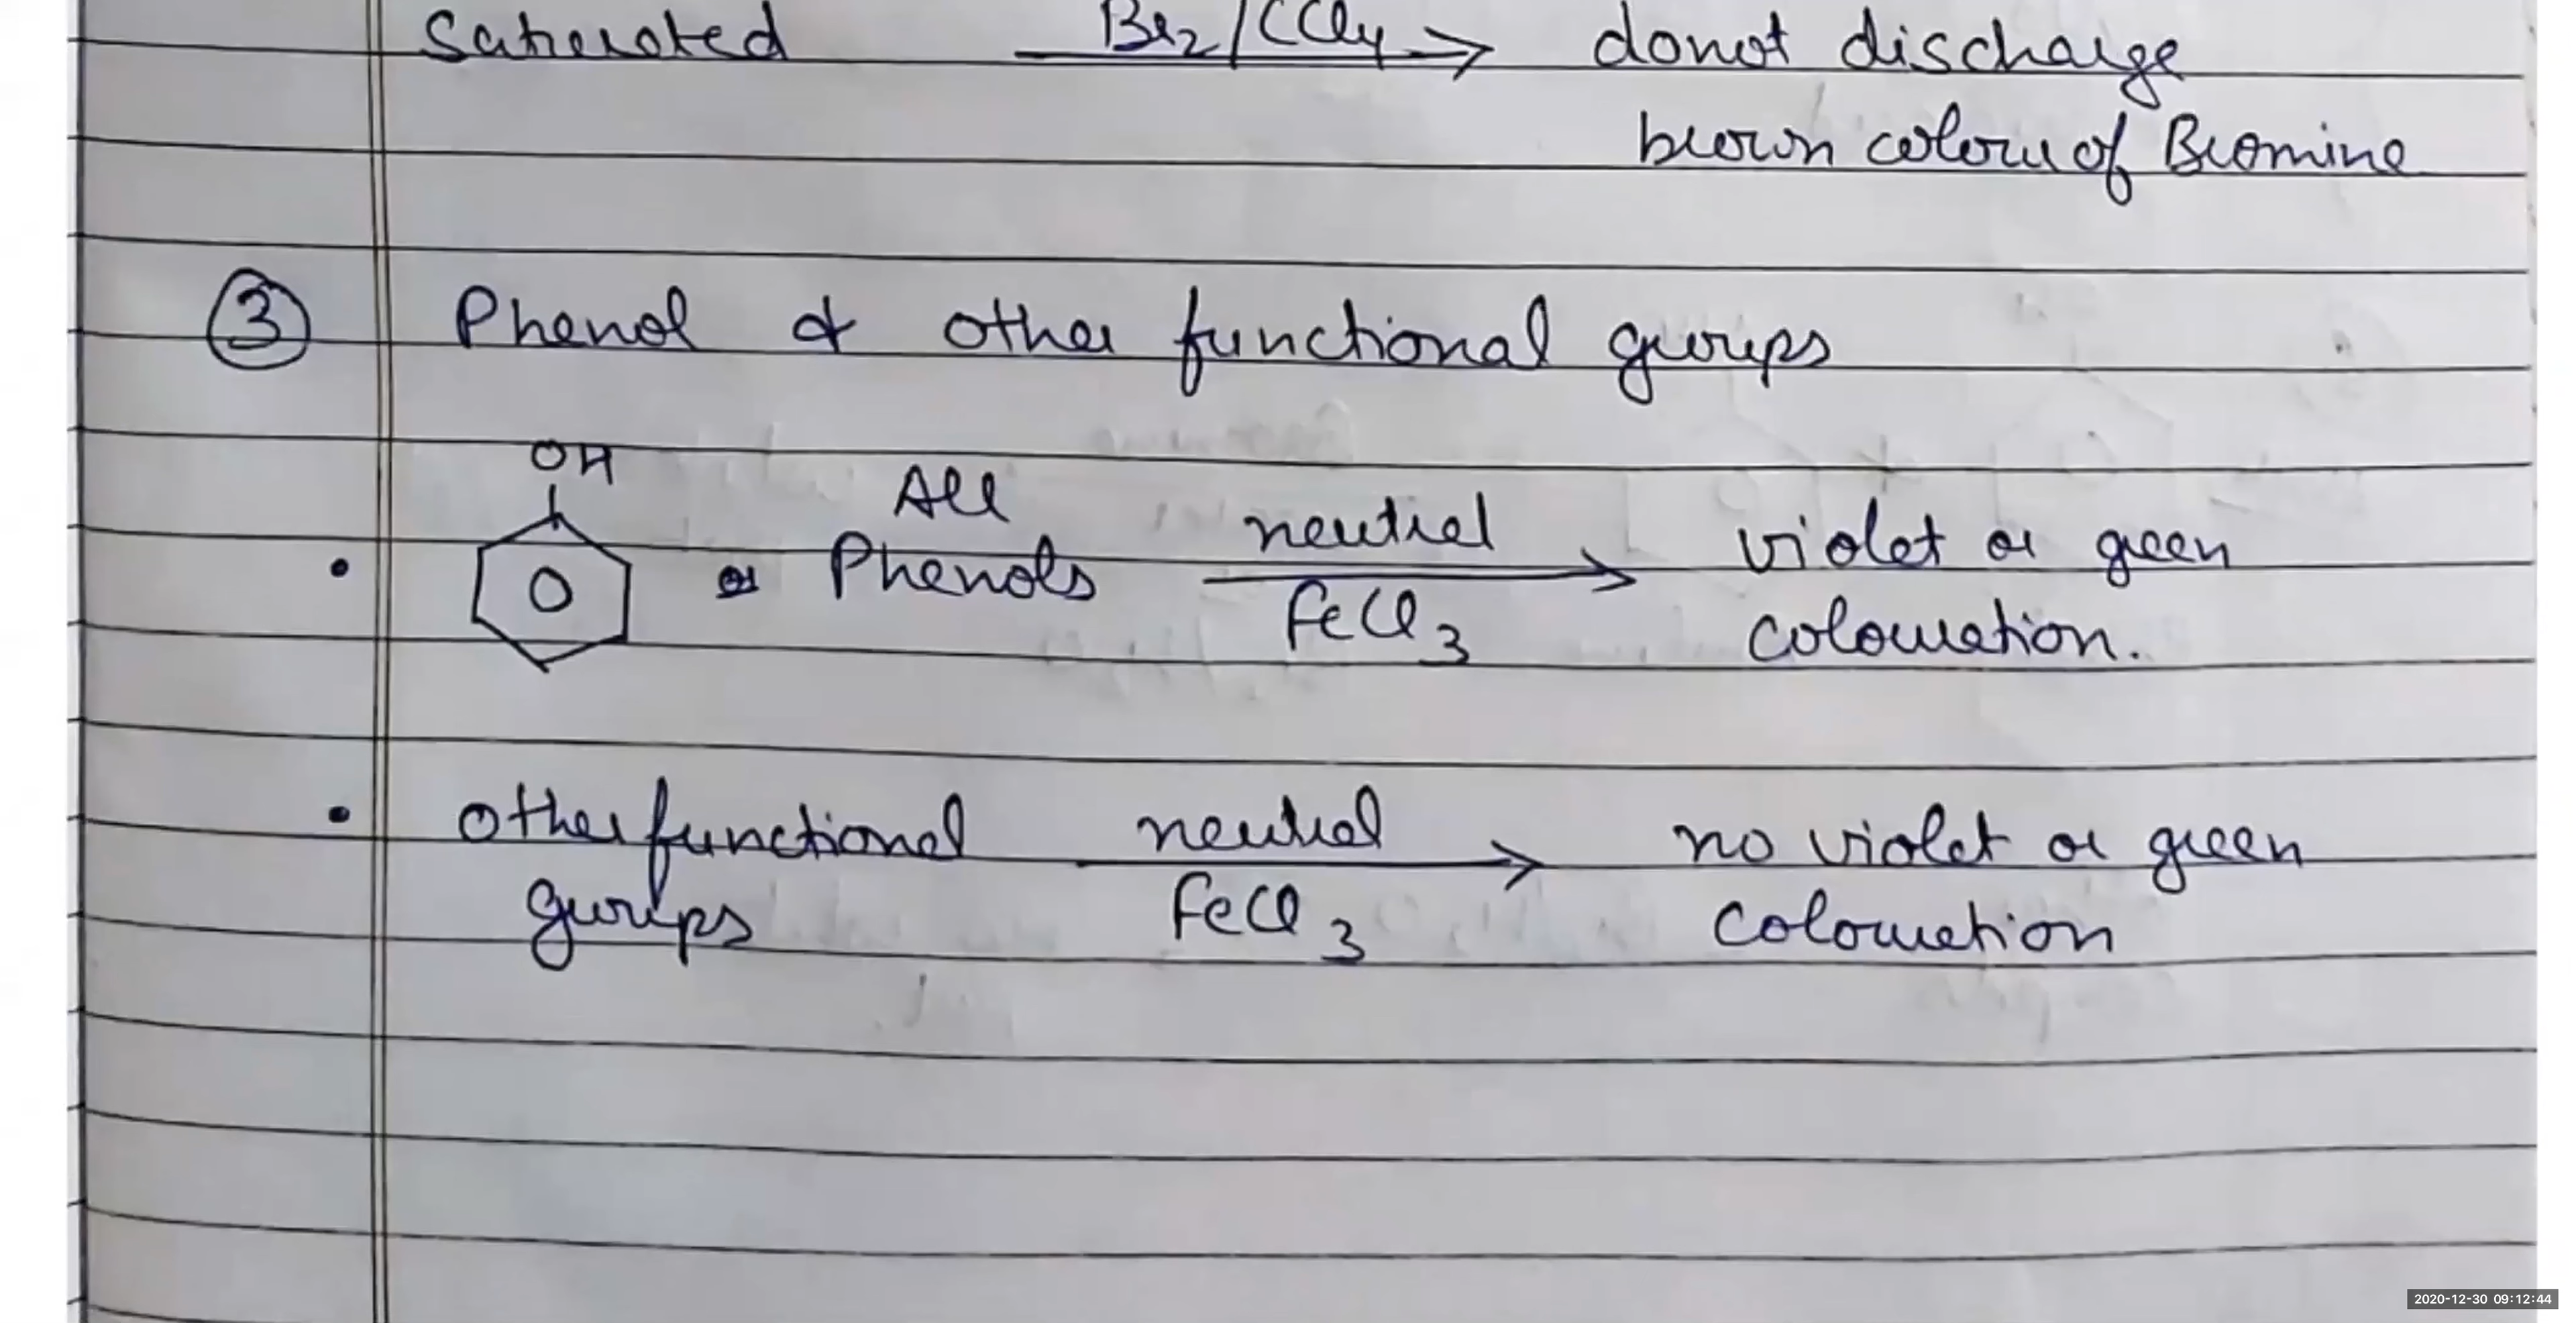 Saturated Br2/CCl4 → donot discharge
brown colour of Bromine
③ Phenol & other functional groups
OH
• or All Phenols neutral FeCl3 → violet or green
colouration.
• Other functional groups neutral FeCl3 → no violet or green
colouration
2020-12-30 09:12:44